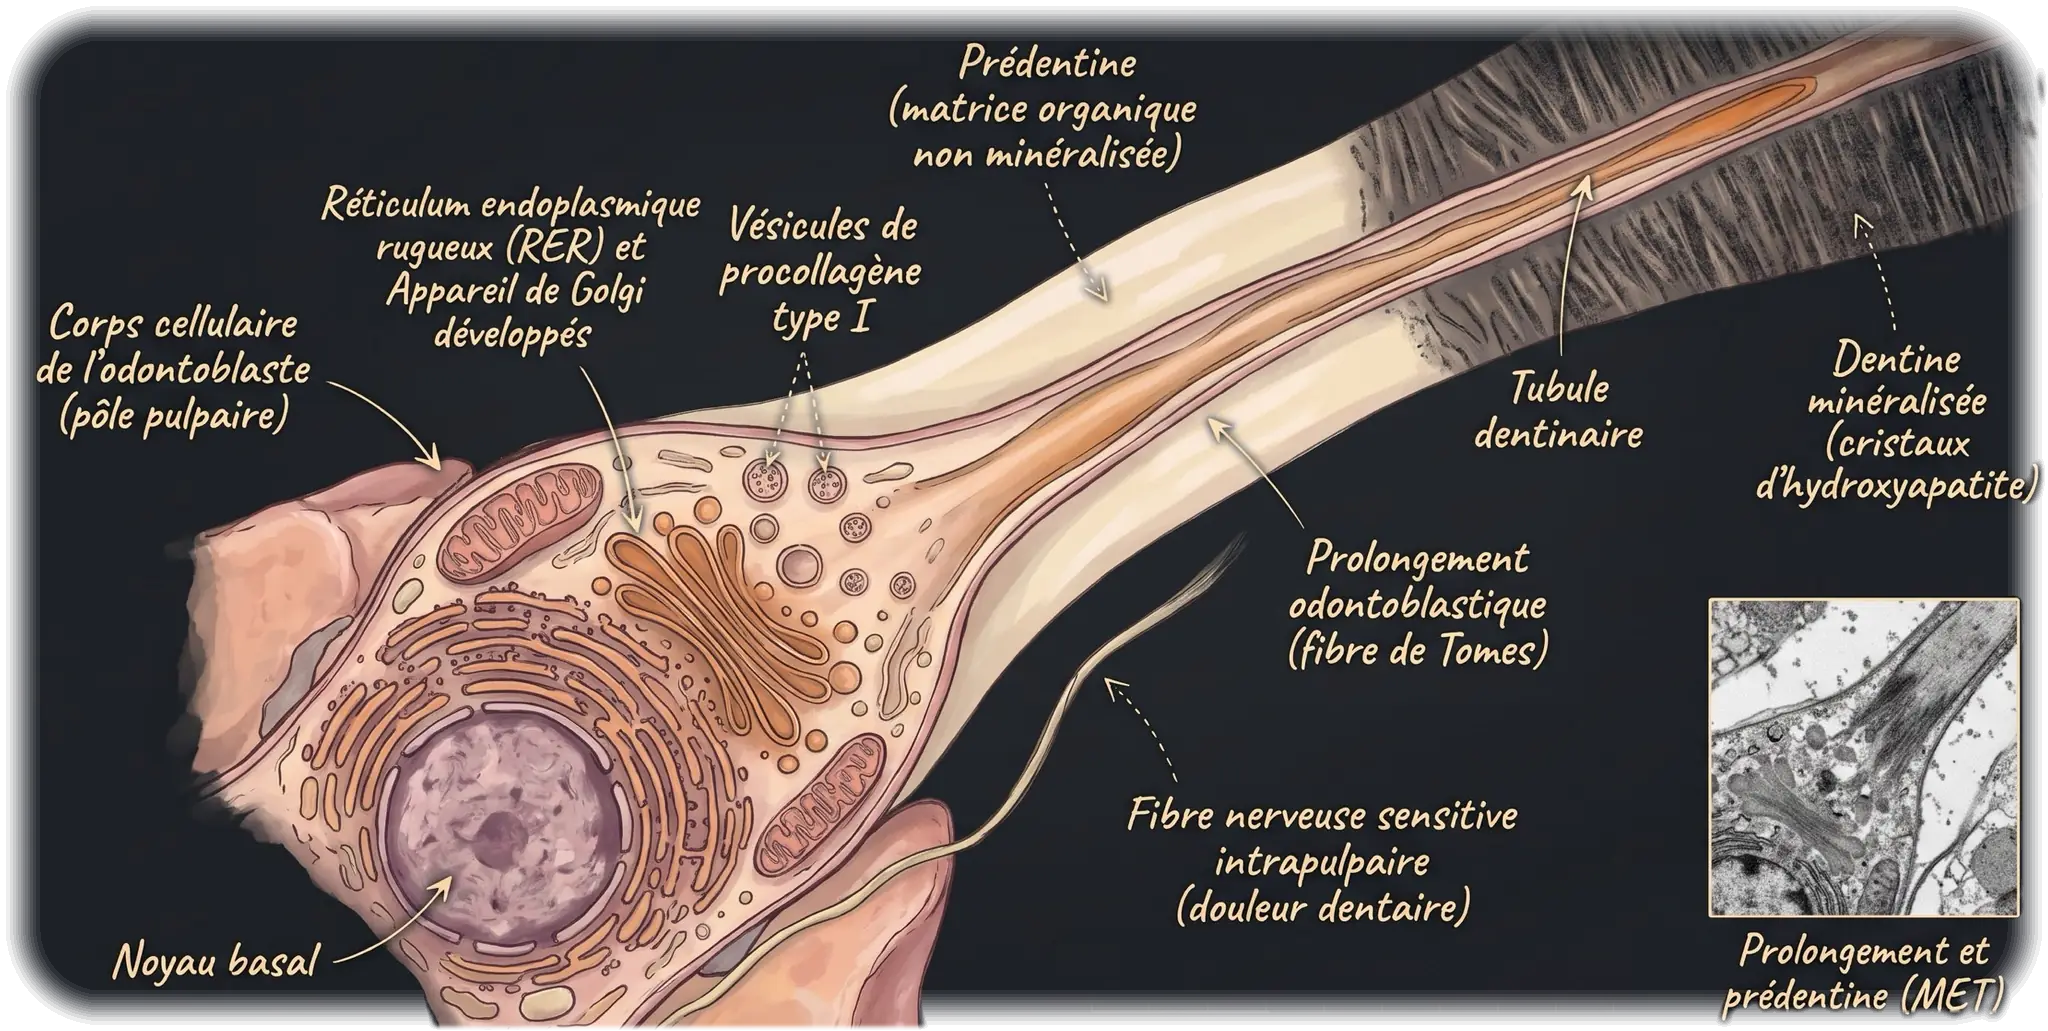 Prédentine
(matrice organique
non minéralisée)
Réticulum endoplasmique
rugueux (RER) et
Appareil de Golgi
développés
Vésicules de
procollagène
type I
Corps cellulaire
de l'odontoblaste
(pôle pulpaire)
Tubule
dentinaire
Dentine
minéralisée
(cristaux
d'hydroxyapatite)
Prolongement
odontoblastique
(fibre de Tomes)
Fibre nerveuse sensitive
intrapulpaire
(douleur dentaire)
Noyau basal
Prolongement et
prédentine (MET)